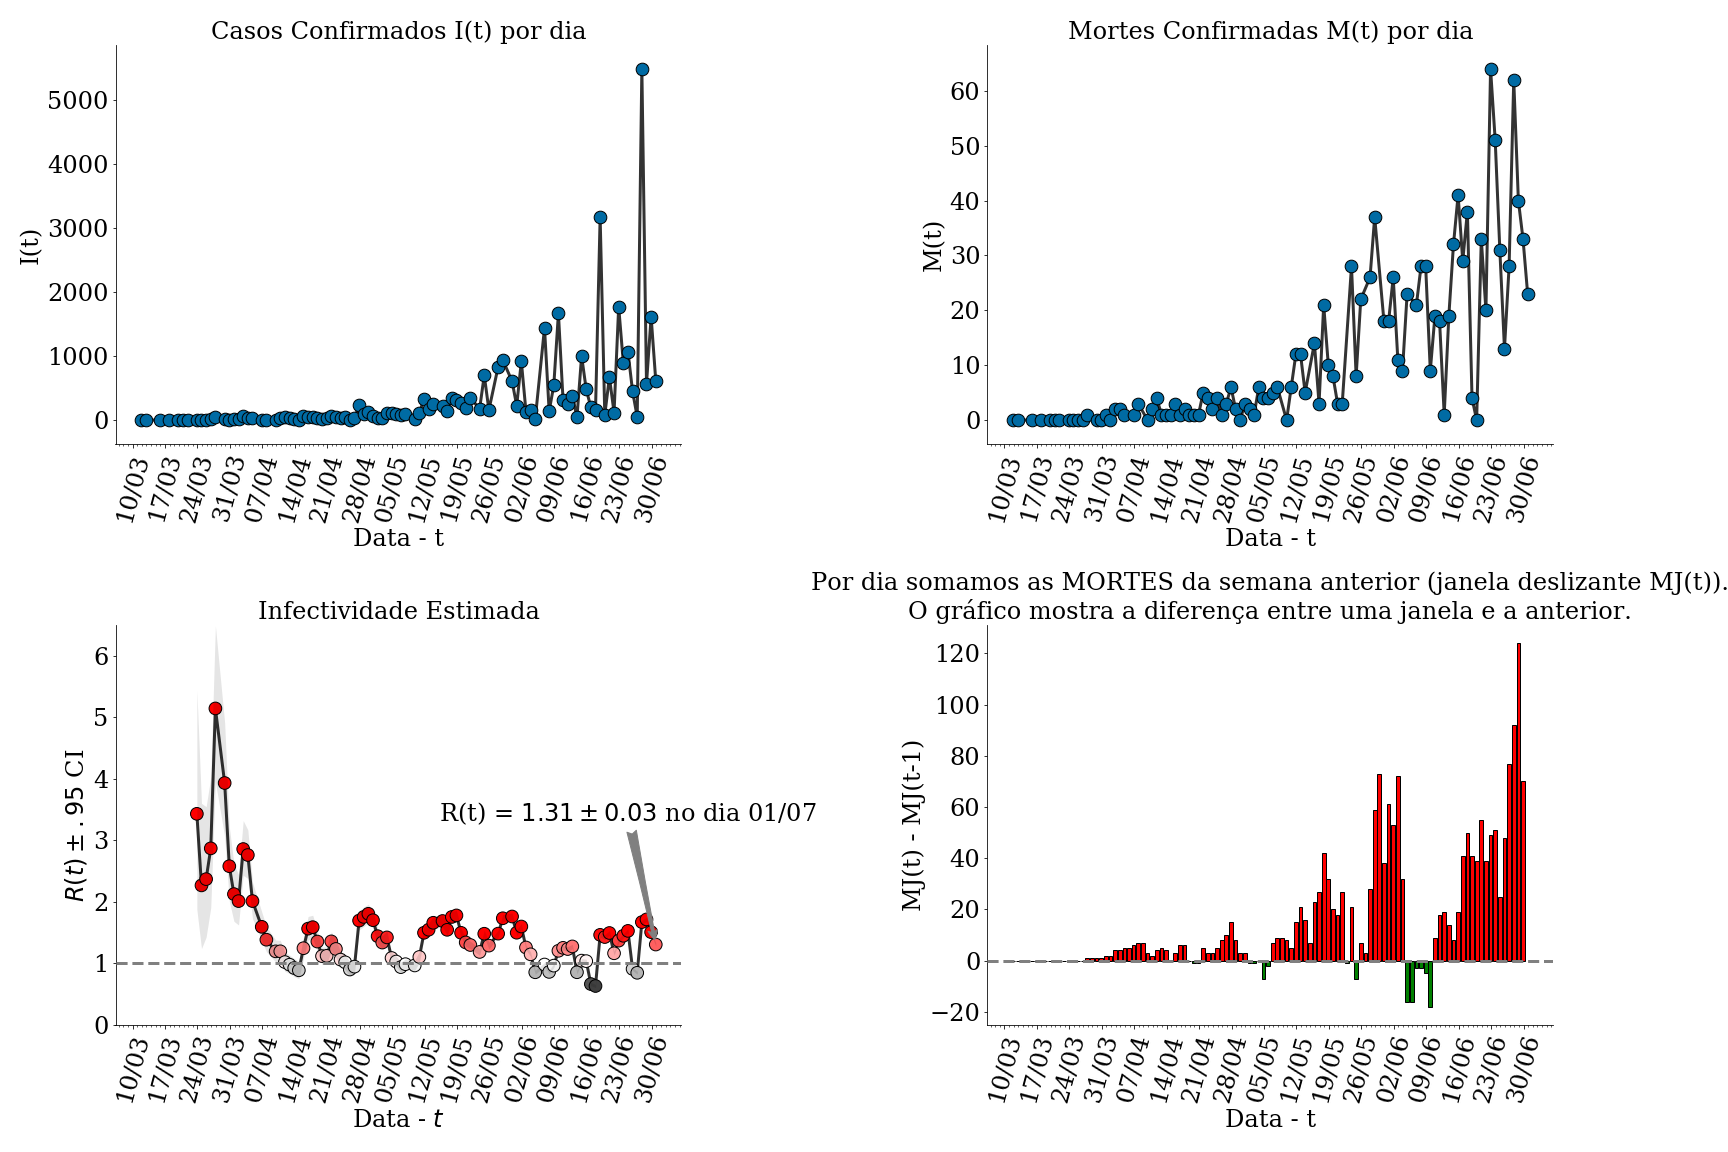 Casos Confirmados I(t) por dia
I(t)
5000
4000
3000
2000
1000
0
10/03 17/03 24/03 31/03 07/04 14/04 21/04 28/04 05/05 12/05 19/05 26/05 02/06 09/06 16/06 23/06 30/06
Data - t
Mortes Confirmadas M(t) por dia
M(t)
60
50
40
30
20
10
0
10/03 17/03 24/03 31/03 07/04 14/04 21/04 28/04 05/05 12/05 19/05 26/05 02/06 09/06 16/06 23/06 30/06
Data - t
Infectividade Estimada
R(t) ± .95 CI
6
5
4
3
2
1
0
R(t) = 1.31 ± 0.03 no dia 01/07
10/03 17/03 24/03 31/03 07/04 14/04 21/04 28/04 05/05 12/05 19/05 26/05 02/06 09/06 16/06 23/06 30/06
Data - t
Por dia somamos as MORTES da semana anterior (janela deslizante MJ(t)).
O gráfico mostra a diferença entre uma janela e a anterior.
MJ(t) - MJ(t-1)
120
100
80
60
40
20
0
−20
10/03 17/03 24/03 31/03 07/04 14/04 21/04 28/04 05/05 12/05 19/05 26/05 02/06 09/06 16/06 23/06 30/06
Data - t